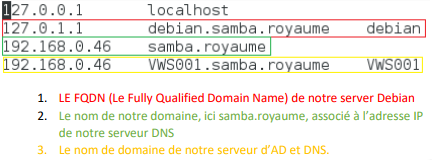 127.0.0.1 localhost
127.0.1.1 debian.samba.royaume debian
192.168.0.46 samba.royaume
192.168.0.46 VWS001.samba.royaume VWS001
1. LE FQDN (Le Fully Qualified Domain Name) de notre server Debian
2. Le nom de notre domaine, ici samba.royaume, associé à l'adresse IP
de notre serveur DNS
3. Le nom de domaine de notre serveur d'AD et DNS.